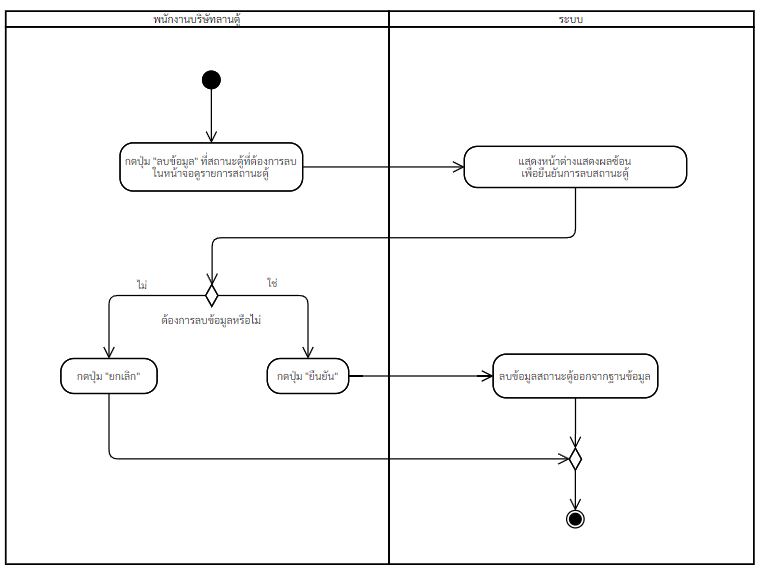 พนักงานบริษัทลานตู้
ระบบ
กดปุ่ม "ลบข้อมูล" ที่สถานะตู้ที่ต้องการลบ
ในหน้าจอดูรายการสถานะตู้
แสดงหน้าต่างแสดงผลซ้อน
เพื่อยืนยันการลบสถานะตู้
ไม่
ใช่
ต้องการลบข้อมูลหรือไม่
กดปุ่ม "ยกเลิก"
กดปุ่ม "ยืนยัน"
ลบข้อมูลสถานะตู้ออกจากฐานข้อมูล